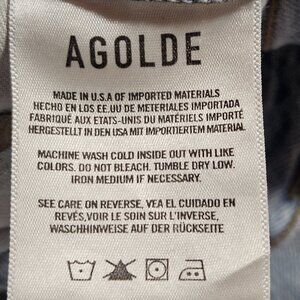 AGOLDE
MADE IN U.S.A OF IMPORTED MATERIALS
HECHO EN LOS EE.UU DE METERIALES IMPORTADA
FABRIQUÉ AUX ETATS-UNIS DU MATÉRIELS IMPORTÉ
HERGESTELLT IN DEN USA MIT IMPORTIERTEM MATERIAL
MACHINE WASH COLD INSIDE OUT WITH LIKE
COLORS. DO NOT BLEACH. TUMBLE DRY LOW.
IRON MEDIUM IF NECESSARY.
SEE CARE ON REVERSE, VEA EL CUIDADO EN
REVÉS,VOIR LE SOIN SUR L'INVERSE,
WASCHHINWEISE AUF DER RÜCKSEITE